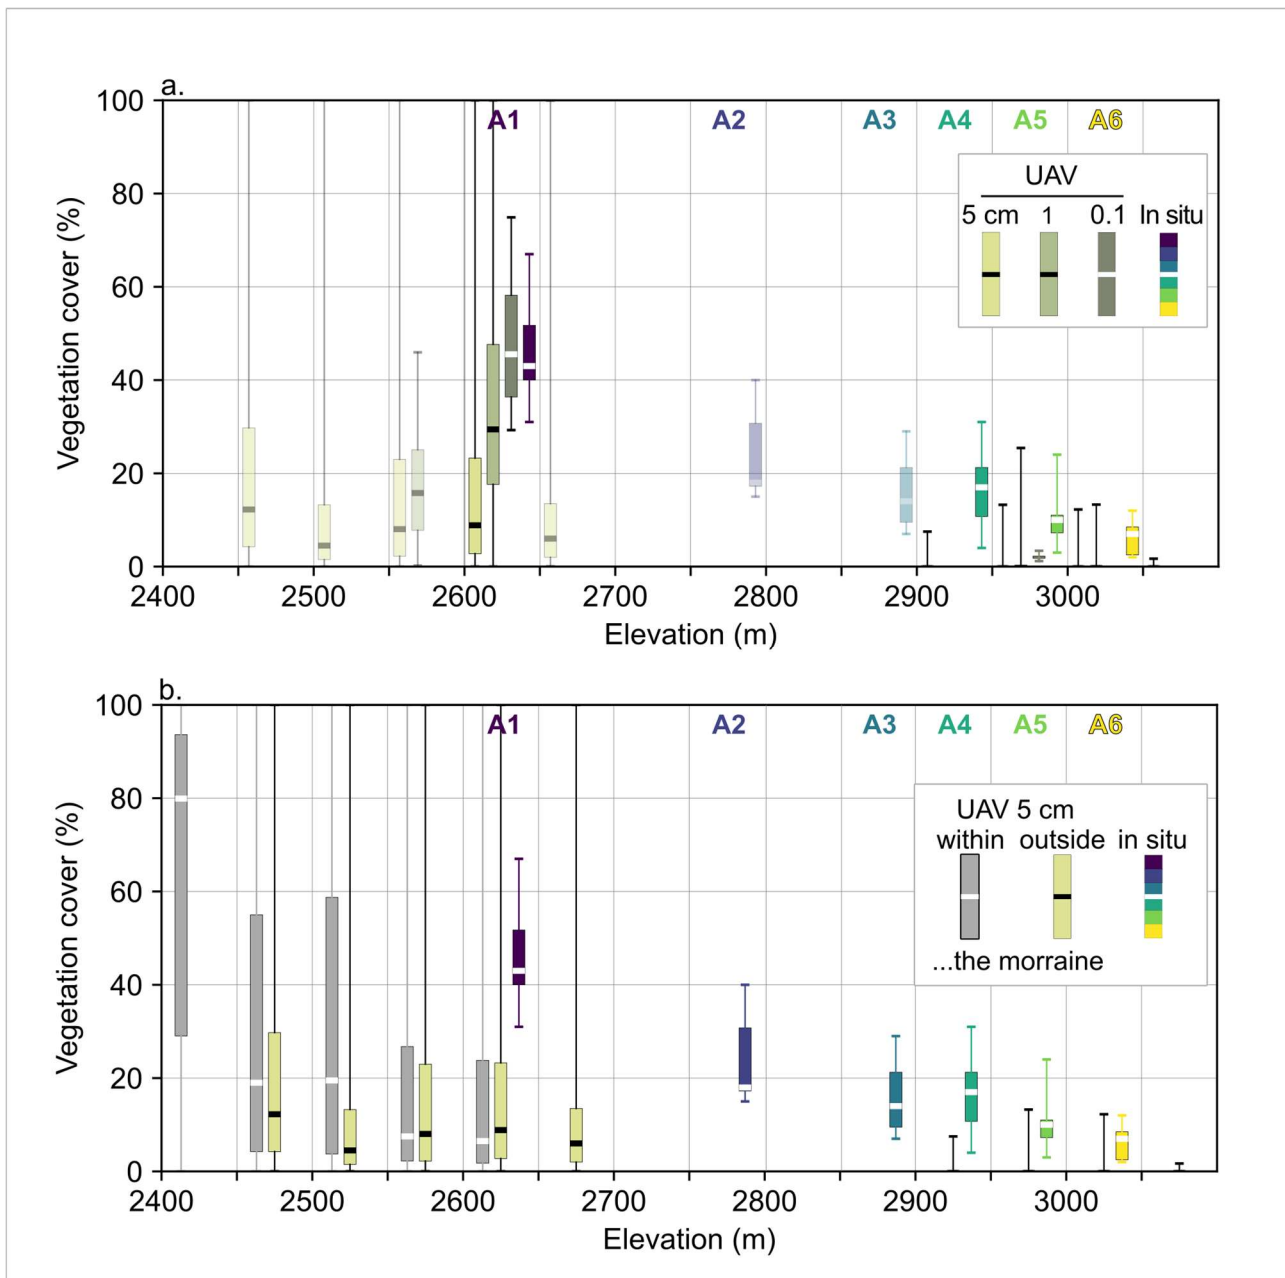 a.
100
80
60
40
20
0
Vegetation cover (%)
A1 A2 A3 A4 A5 A6
UAV
5 cm 1 0.1 In situ
2400 2500 2600 2700 2800 2900 3000
Elevation (m)
b.
100
80
60
40
20
0
Vegetation cover (%)
A1 A2 A3 A4 A5 A6
UAV 5 cm
within outside in situ
...the morraine
2400 2500 2600 2700 2800 2900 3000
Elevation (m)